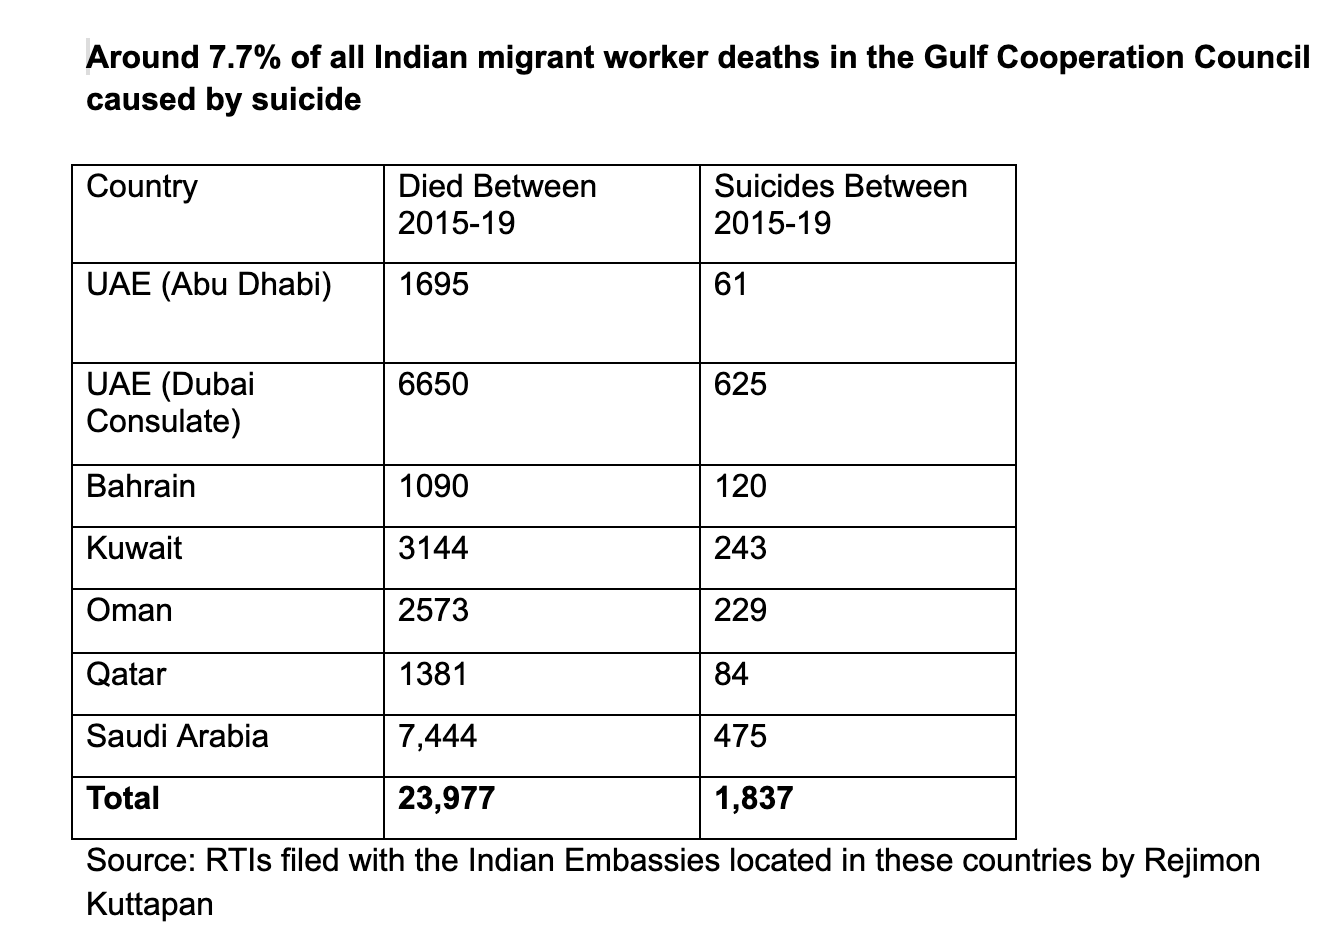 Around 7.7% of all Indian migrant worker deaths in the Gulf Cooperation Council
caused by suicide
Country
Died Between
2015-19
Suicides Between
2015-19
UAE (Abu Dhabi)
1695
61
UAE (Dubai
Consulate)
6650
625
Bahrain
1090
120
Kuwait
3144
243
Oman
2573
229
Qatar
1381
84
Saudi Arabia
7,444
475
Total
23,977
1,837
Source: RTIs filed with the Indian Embassies located in these countries by Rejimon
Kuttapan